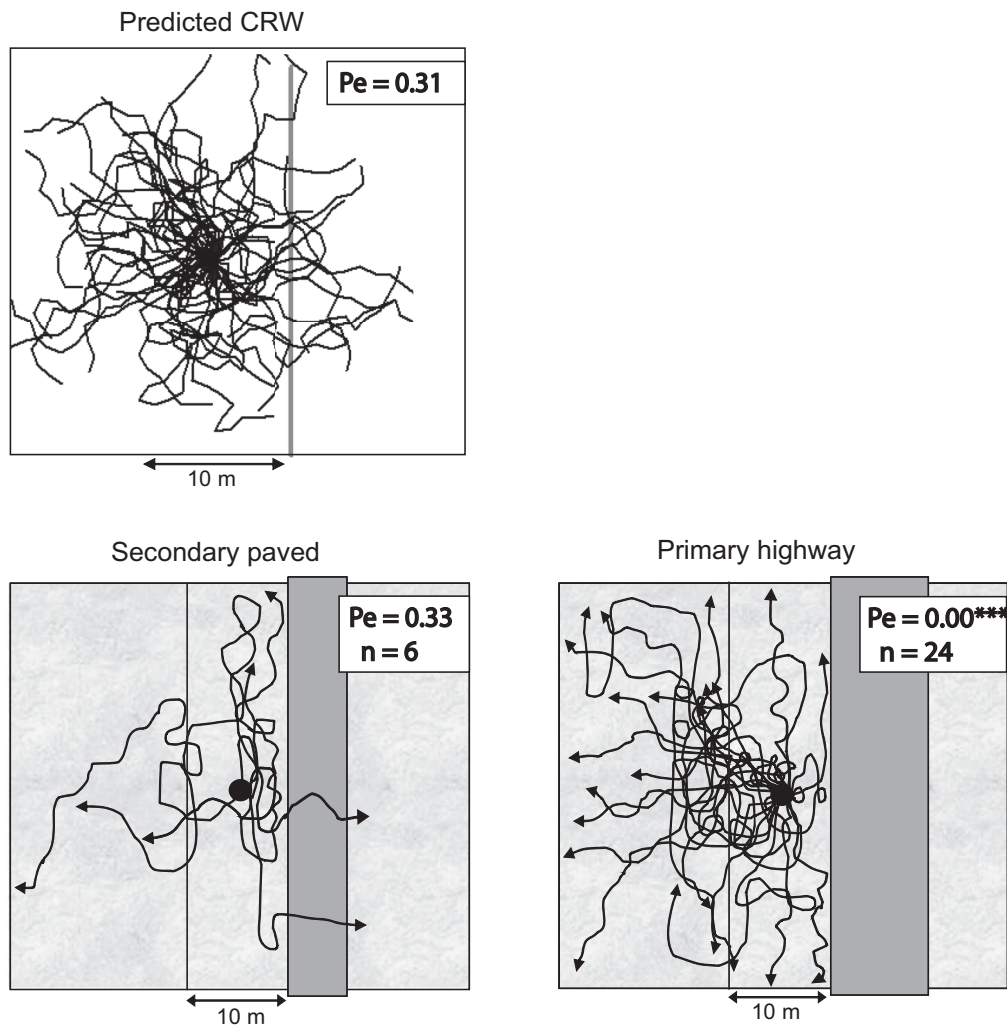 Predicted CRW
Pe = 0.31
10 m
Secondary paved
Pe = 0.33
n = 6
10 m
Primary highway
Pe = 0.00***
n = 24
10 m